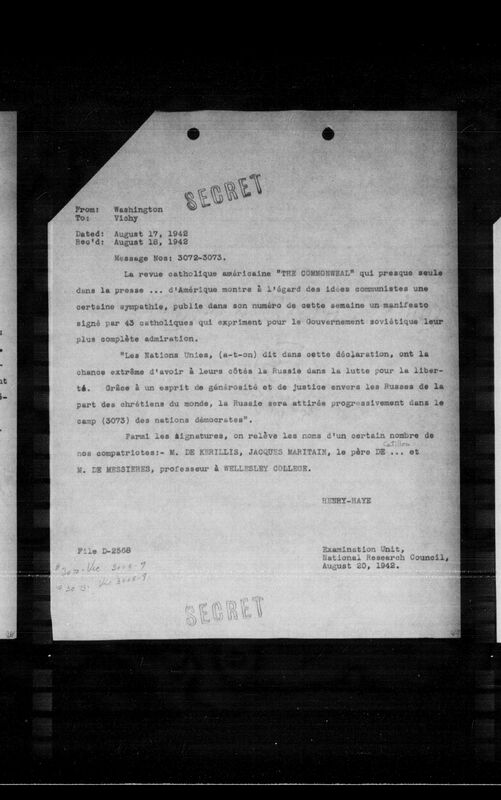 SECRET
From: Washington
To: Vichy
Dated: August 17, 1942
Rec'd: August 18, 1942
Message Nos: 3072-3073.
La revue catholique américaine "THE COMMONWEAL" qui presque seule
dans la presse ... d'Amérique montre à l'égard des idées communistes une
certaine sympathie, publie dans son numéro de cette semaine un manifesto
signé par 43 catholiques qui expriment pour le Gouvernement soviétique leur
plus complète admiration.
"Les Nations Unies, (a-t-on) dit dans cette déclaration, ont la
chance extrême d'avoir à leurs côtés la Russie dans la lutte pour la liber-
té. Grâce à un esprit de générosité et de justice envers les Russes de la
part des chrétiens du monde, la Russie sera attirée progressivement dans le
camp (3073) des nations démocrates".
Parmi les signatures, on relève les noms d'un certain nombre de
nos compatriotes:- M. DE KERILLIS, JACQUES MARITAIN, le père DE ... et
M. DE MESSIERES, professeur à WELLESLEY COLLEGE.
HENRY-HAYE
File D-2568
Examination Unit,
National Research Council,
August 20, 1942.
SECRET